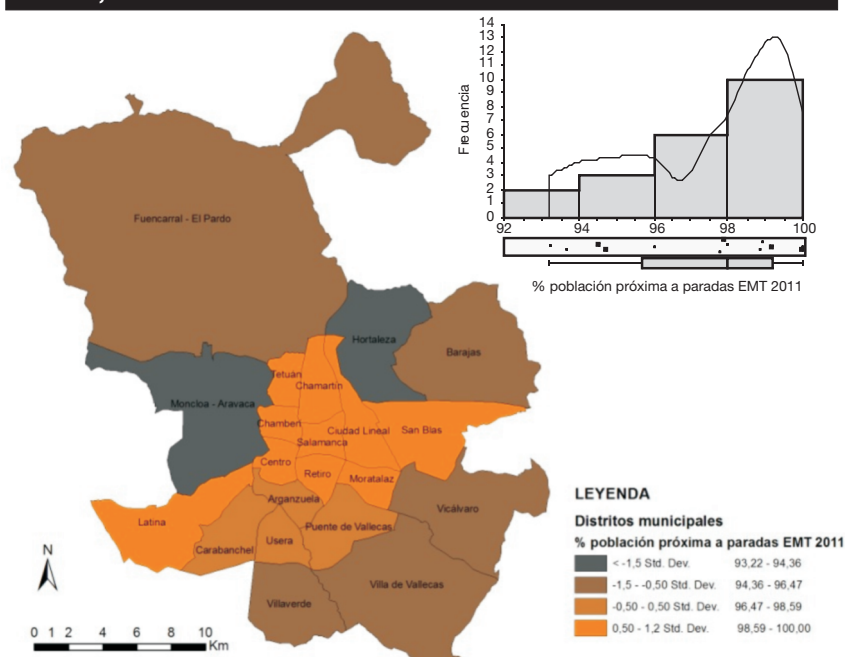 14
13
12
11
10
9
8
7
6
5
4
3
2
1
0
Frecuencia
92 94 96 98 100
% población próxima a paradas EMT 2011
Fuencarral - El Pardo
Hortaleza
Barajas
Moncloa - Aravaca
Tetuán
Chamartín
Chamberí
Ciudad Lineal
San Blas
Salamanca
Centro
Retiro
Moratalaz
Latina
Arganzuela
Vicálvaro
Puente de Vallecas
Carabanchel
Usera
Villa de Vallecas
Villaverde
N
0 1 2 4 6 8 10
Km
LEYENDA
Distritos municipales
% población próxima a paradas EMT 2011
< -1,5 Std. Dev. 93,22 - 94,36
-1,5 - -0,50 Std. Dev. 94,36 - 96,47
-0,50 - 0,50 Std. Dev. 96,47 - 98,59
0,50 - 1,2 Std. Dev. 98,59 - 100,00